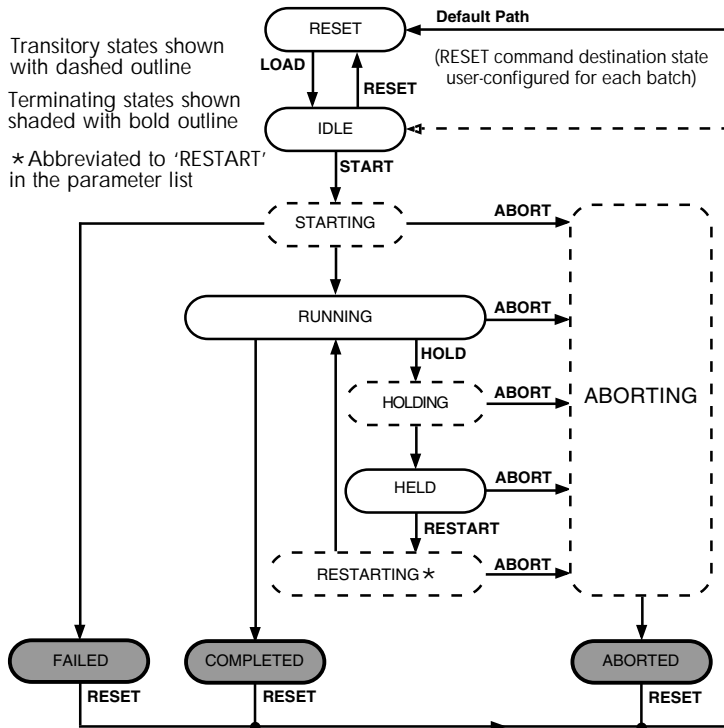 RESET
Default Path
Transitory states shown
with dashed outline
LOAD
(RESET command destination state
user-configured for each batch)
RESET
Terminating states shown
shaded with bold outline
IDLE
*Abbreviated to 'RESTART'
in the parameter list
START
STARTING
ABORT
RUNNING
ABORT
HOLD
HOLDING
ABORT
ABORTING
HELD
ABORT
RESTART
RESTARTING*
ABORT
FAILED
COMPLETED
ABORTED
RESET
RESET
RESET